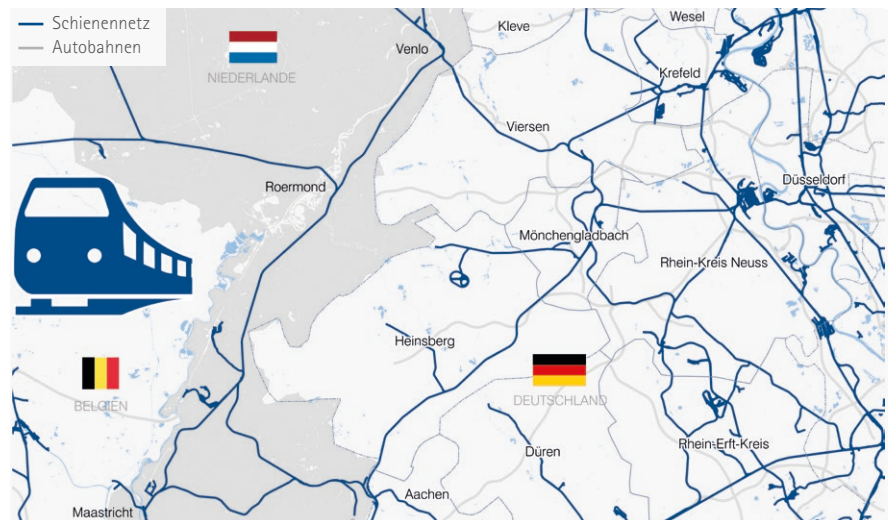 Schienennetz
Autobahnen
NIEDERLANDE
Kleve
Wesel
Venlo
Krefeld
Viersen
Roermond
Düsseldorf
Mönchengladbach
Rhein-Kreis Neuss
Heinsberg
BELGIEN
DEUTSCHLAND
Düren
Rhein-Erft-Kreis
Aachen
Maastricht